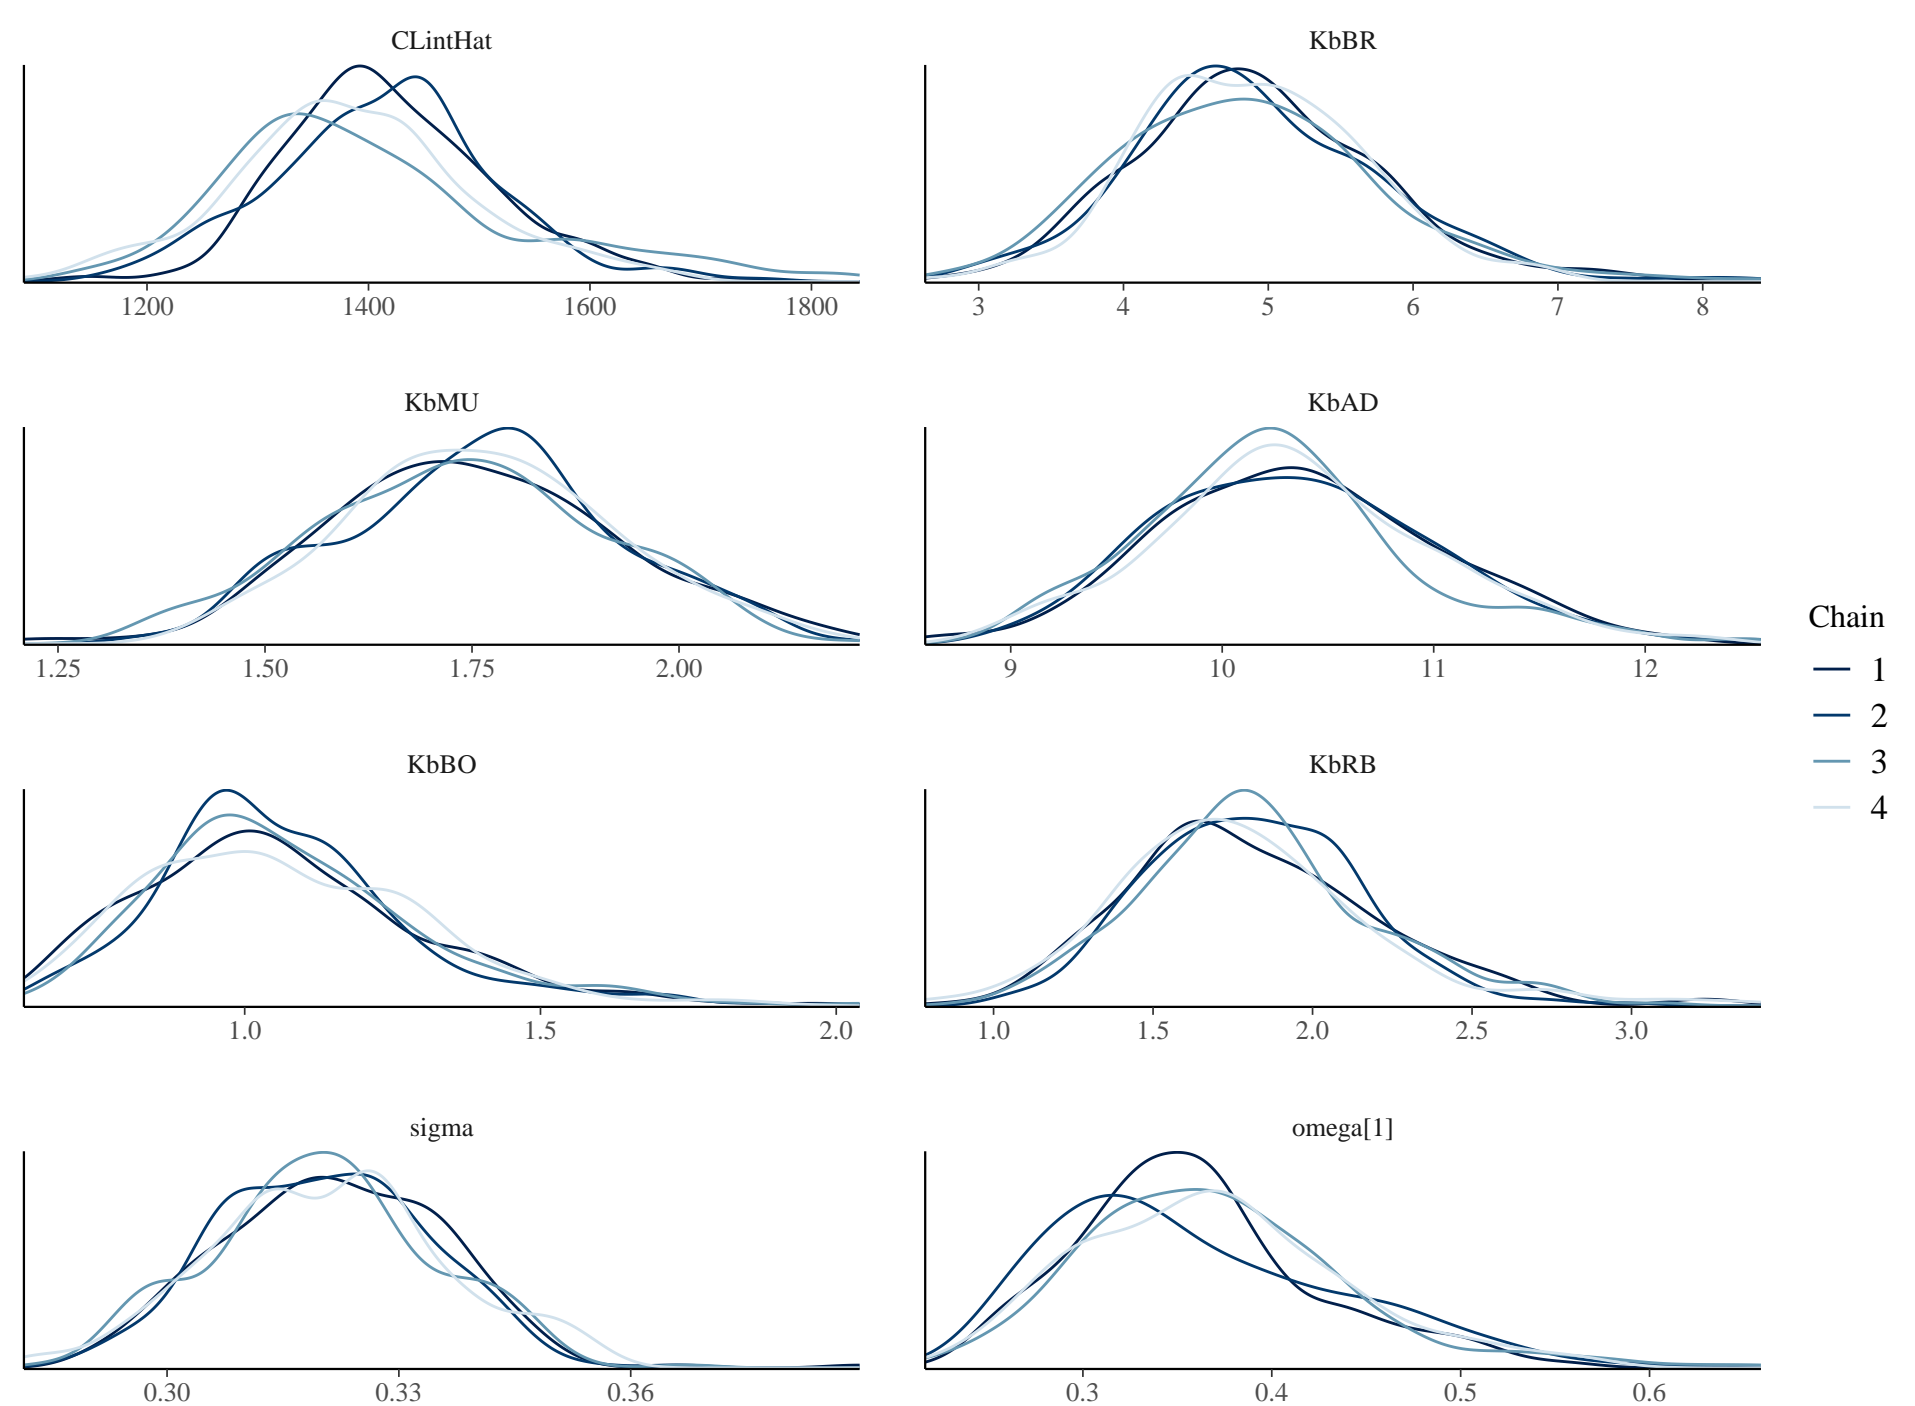 CLintHat
1200 1400 1600 1800
KbBR
3 4 5 6 7 8
KbMU
1.25 1.50 1.75 2.00
KbAD
9 10 11 12
KbBO
1.0 1.5 2.0
KbRB
1.0 1.5 2.0 2.5 3.0
sigma
0.30 0.33 0.36
omega[1]
0.3 0.4 0.5 0.6
Chain
1
2
3
4